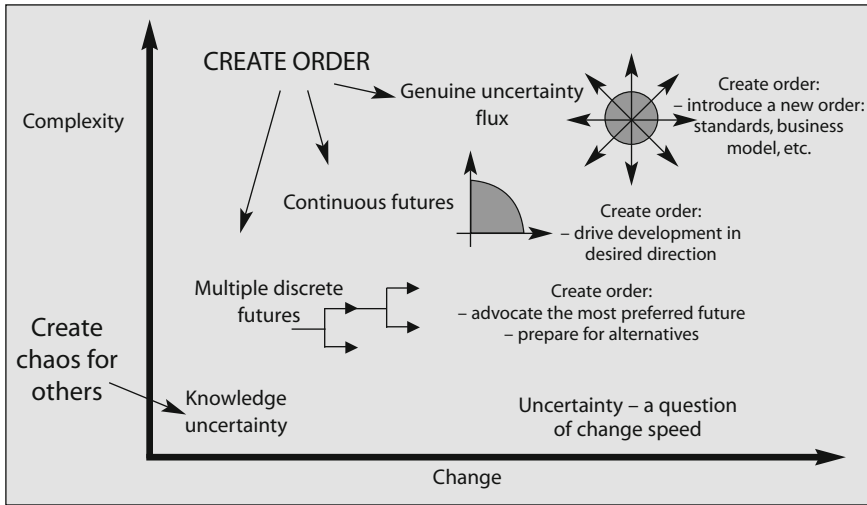 CREATE ORDER
Complexity
Genuine uncertainty
flux
Create order:
– introduce a new order:
standards, business
model, etc.
Continuous futures
Create order:
– drive development in
desired direction
Multiple discrete
futures
Create order:
– advocate the most preferred future
– prepare for alternatives
Create
chaos for
others
Knowledge
uncertainty
Uncertainty – a question
of change speed
Change